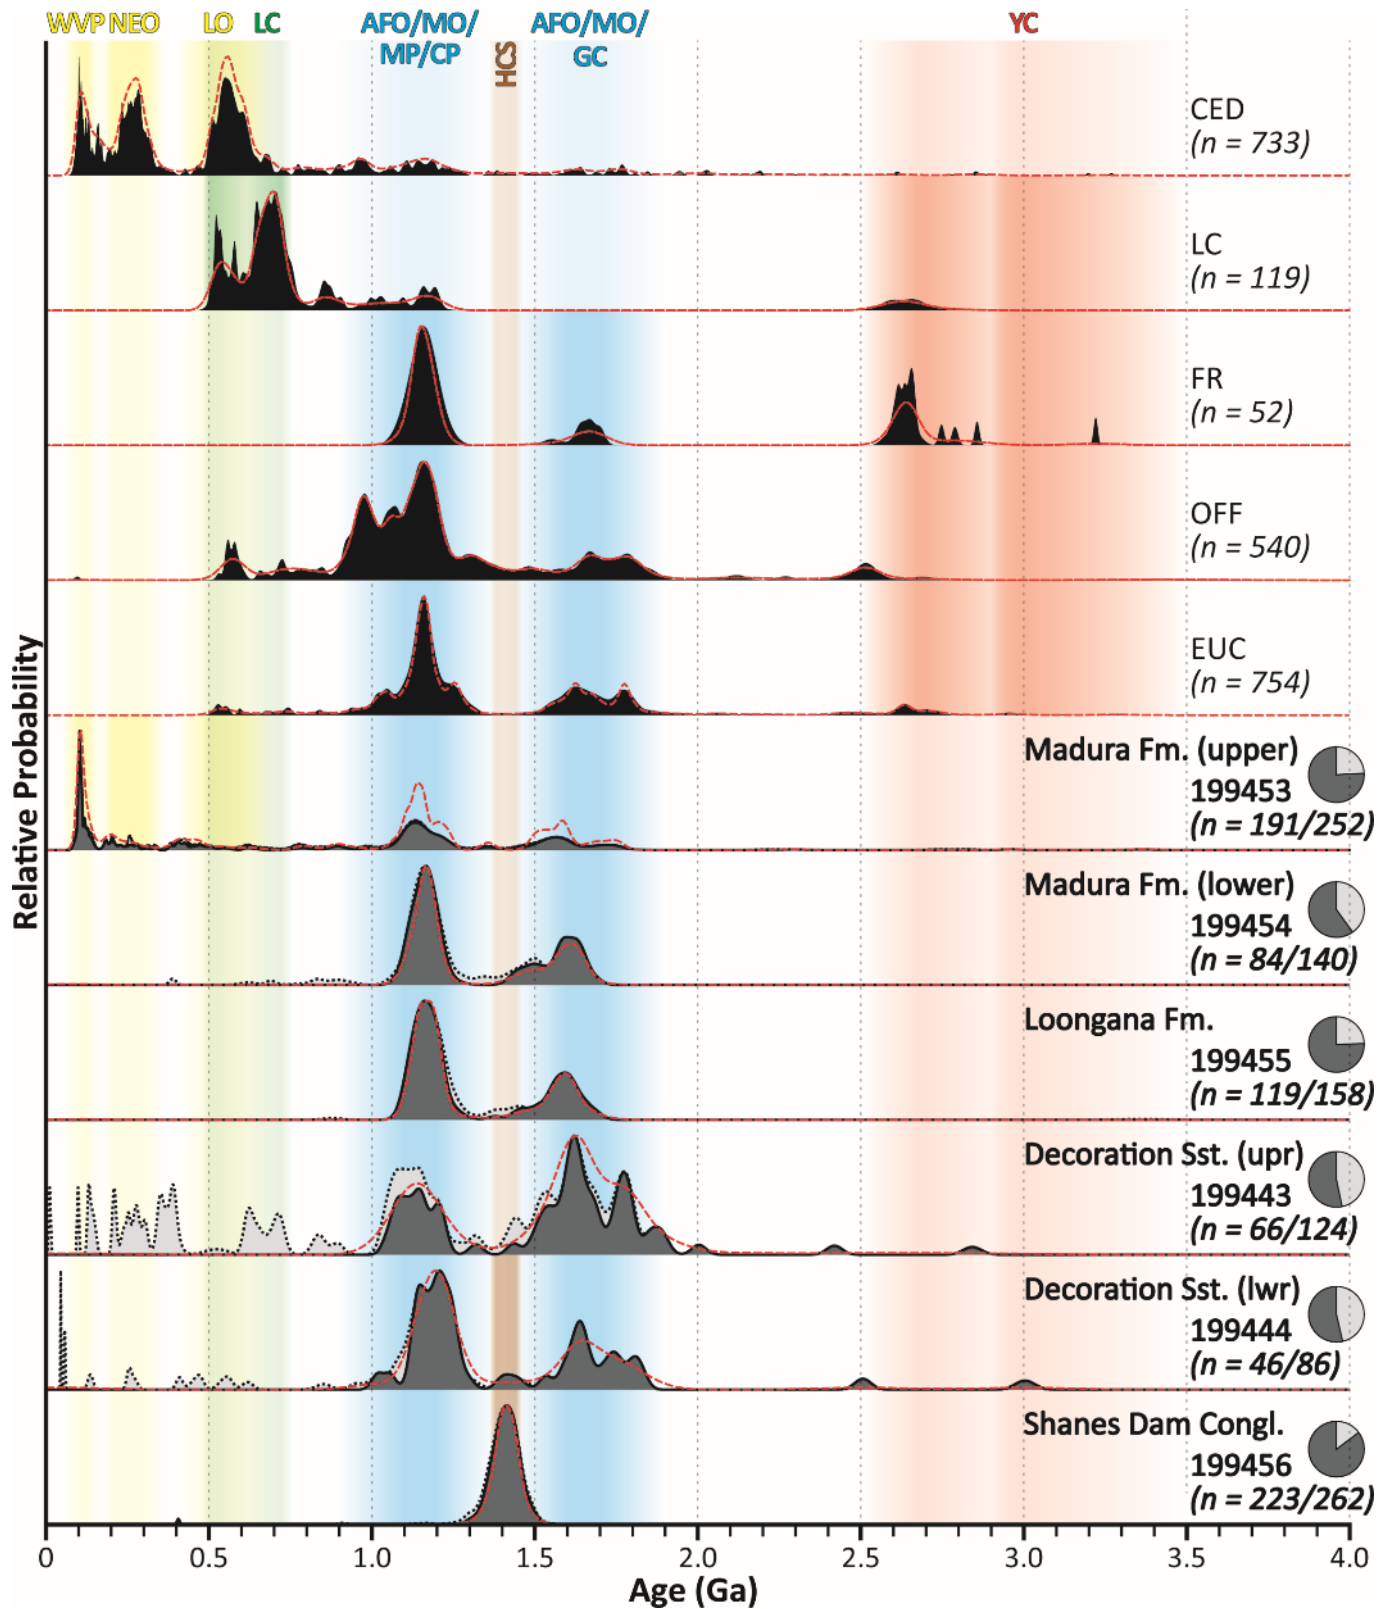 WVP NEO LO LC AFO/MO/ AFO/MO/ YC
MP/CP GC
HCS
CED
(n = 733)
LC
(n = 119)
FR
(n = 52)
OFF
(n = 540)
EUC
(n = 754)
Madura Fm. (upper)
199453
(n = 191/252)
Madura Fm. (lower)
199454
(n = 84/140)
Loongana Fm.
199455
(n = 119/158)
Decoration Sst. (upr)
199443
(n = 66/124)
Decoration Sst. (lwr)
199444
(n = 46/86)
Shanes Dam Congl.
199456
(n = 223/262)
Relative Probability
0 0.5 1.0 1.5 2.0 2.5 3.0 3.5 4.0
Age (Ga)